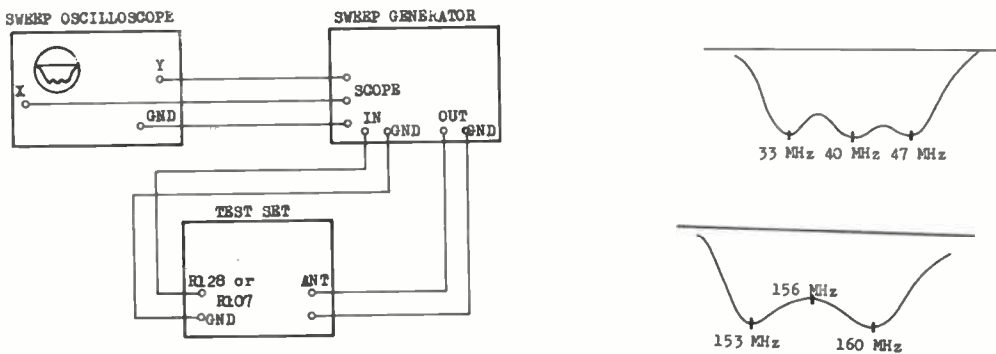 SWEEP OSCILLOSCOPE
SWEEP GENERATOR
Y
X
SCOPE
GND
IN
GND
OUT
GND
33 MHz 40 MHz 47 MHz
TEST SET
R128 or
R107
ANT
GND
156
MHz
153 MHz
160 MHz